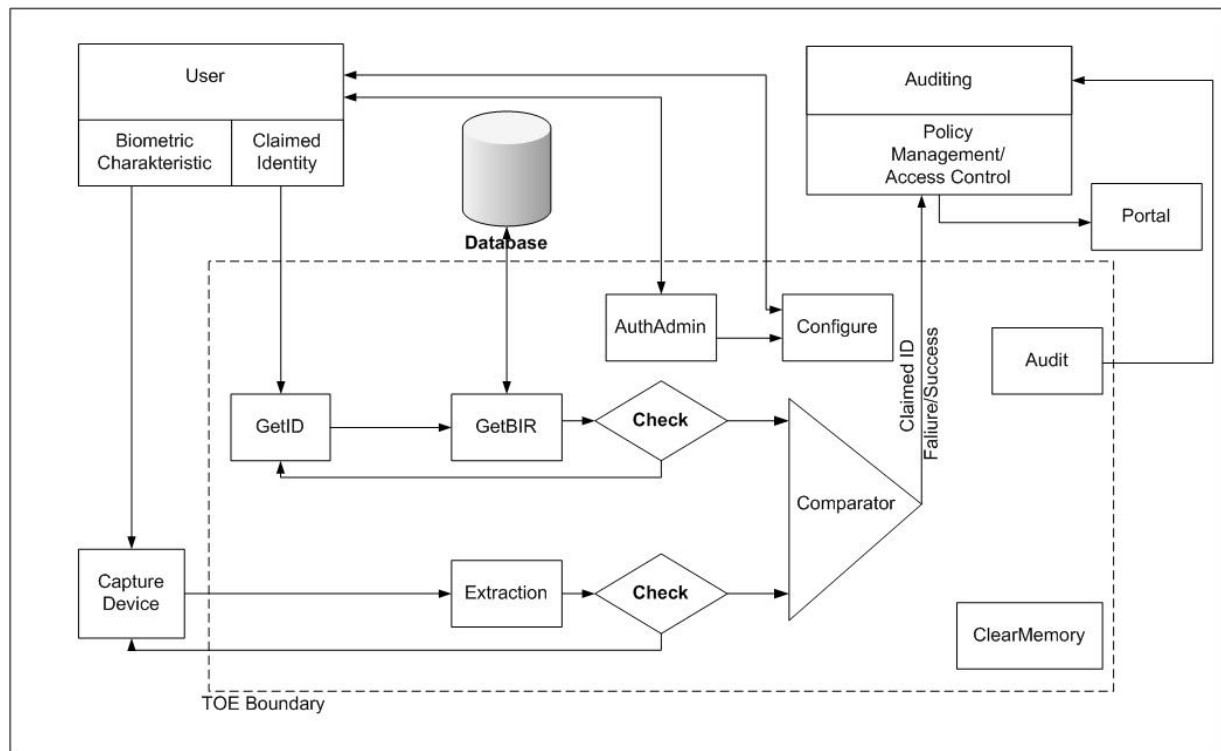 User
Biometric
Charakteristic
Claimed
Identity
Database
Auditing
Policy
Management/
Access Control
Portal
AuthAdmin
Configure
Audit
Claimed ID
Faliure/Success
GetID
GetBIR
Check
Comparator
Capture
Device
Extraction
Check
ClearMemory
TOE Boundary